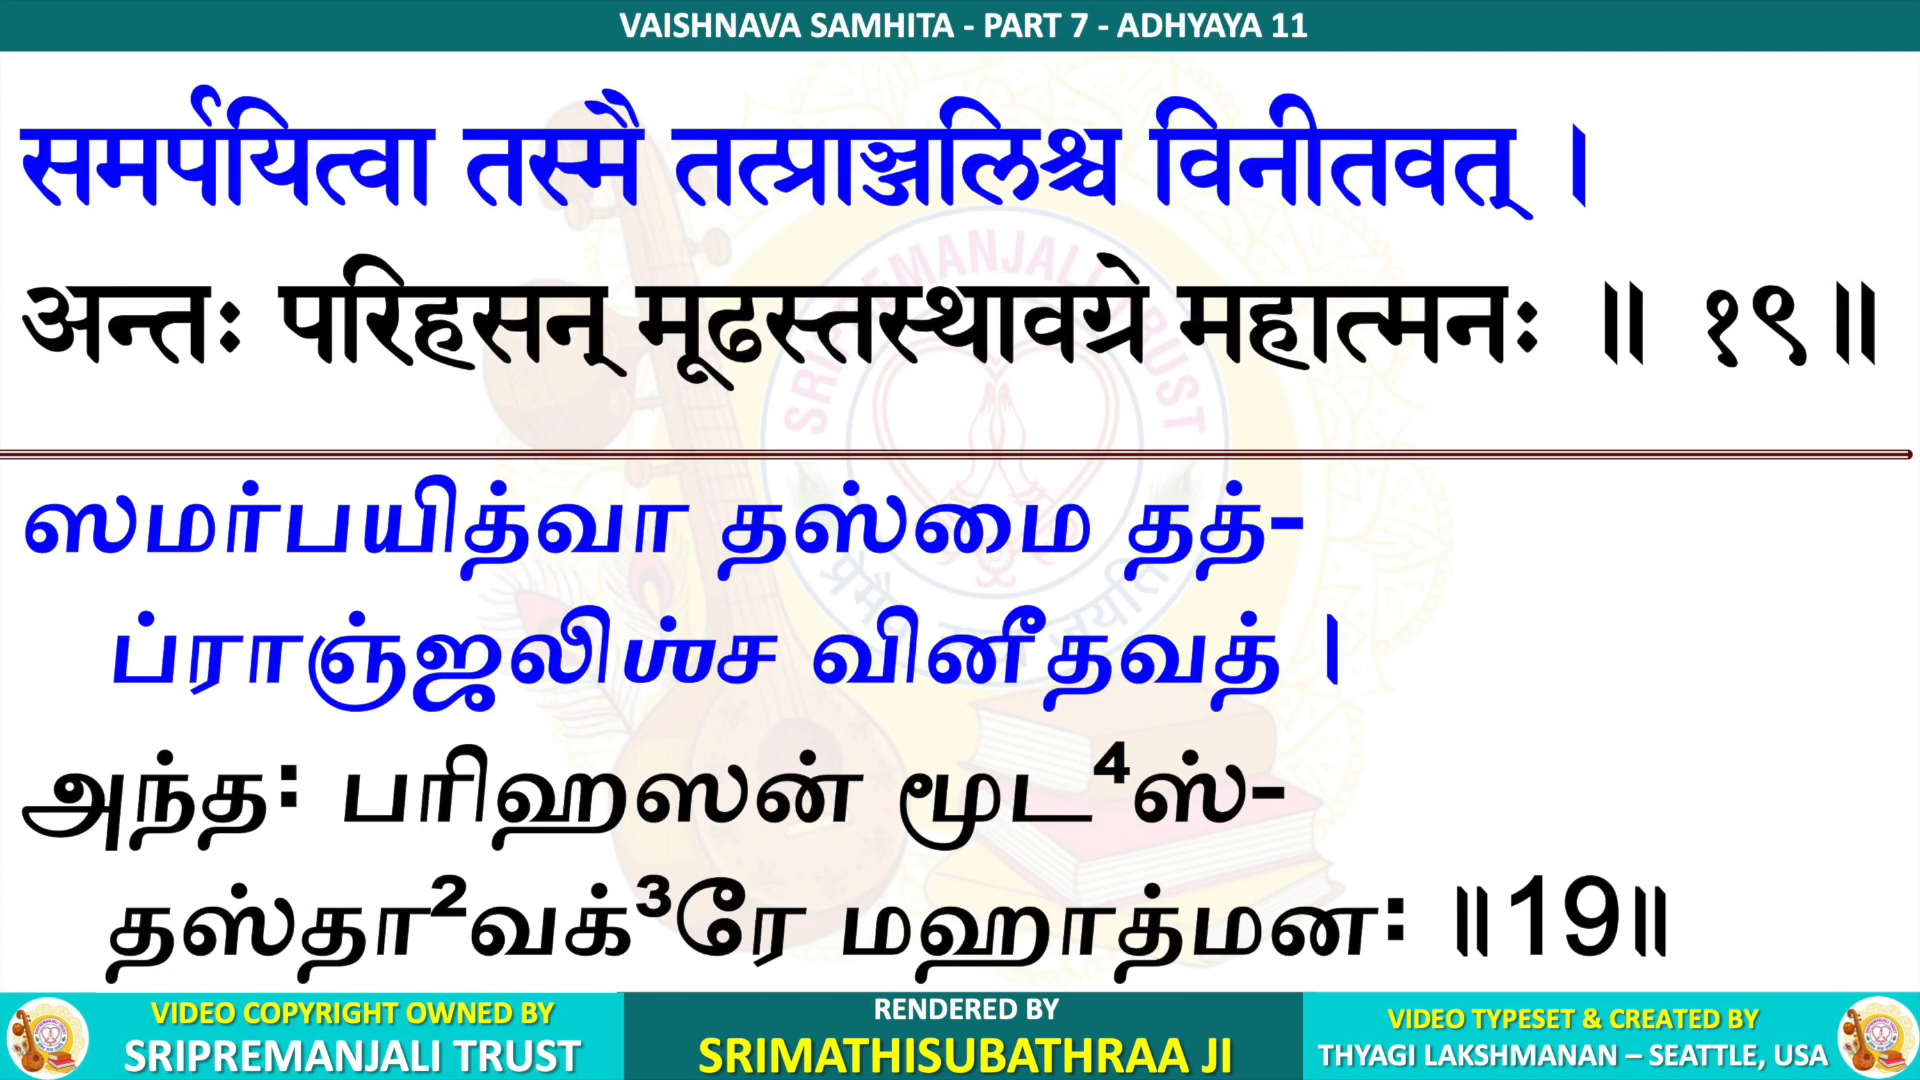 VAISHNAVA SAMHITA - PART 7 - ADHYAYA 11
समर्पयित्वा तस्मै तत्प्राञ्जलिश्च विनीतवत् ।
अन्तः परिहसन् मूढस्तस्थावग्रे महात्मनः ॥ १९॥
SRIPREMANJALI TRUST
ஸமர்பயித்வா தஸ்மை தத்-
ப்ராஞ்ஜலிஶ்ச வினீதவத் ।
அந்த꞉ பரிஹஸன் மூட⁴ஸ்-
தஸ்தா²வக்³ரே மஹாத்மன꞉ ॥19॥
VIDEO COPYRIGHT OWNED BY
SRIPREMANJALI TRUST
RENDERED BY
SRIMATHISUBATHRAA JI
VIDEO TYPESET & CREATED BY
THYAGI LAKSHMANAN – SEATTLE, USA